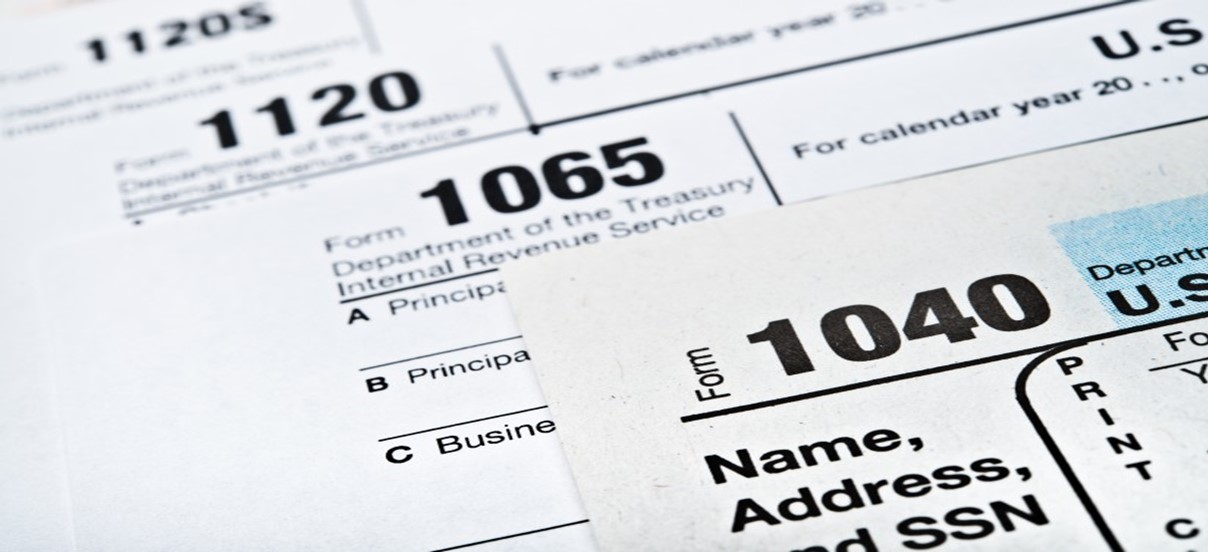 Form 1120S
Department of the Treasury
Internal Revenue Service
For calendar year 20 . .
Form 1120
Department of the Treasury
Internal Revenue Service
U.S
For calendar year 20 . ., o
Form 1065
Department of the Treasury
Internal Revenue Service
A Principa
B Principa
C Busine
Form 1040
Departm
U.S
Name,
Address,
nd SSN
PRINT
C
Fo
Y